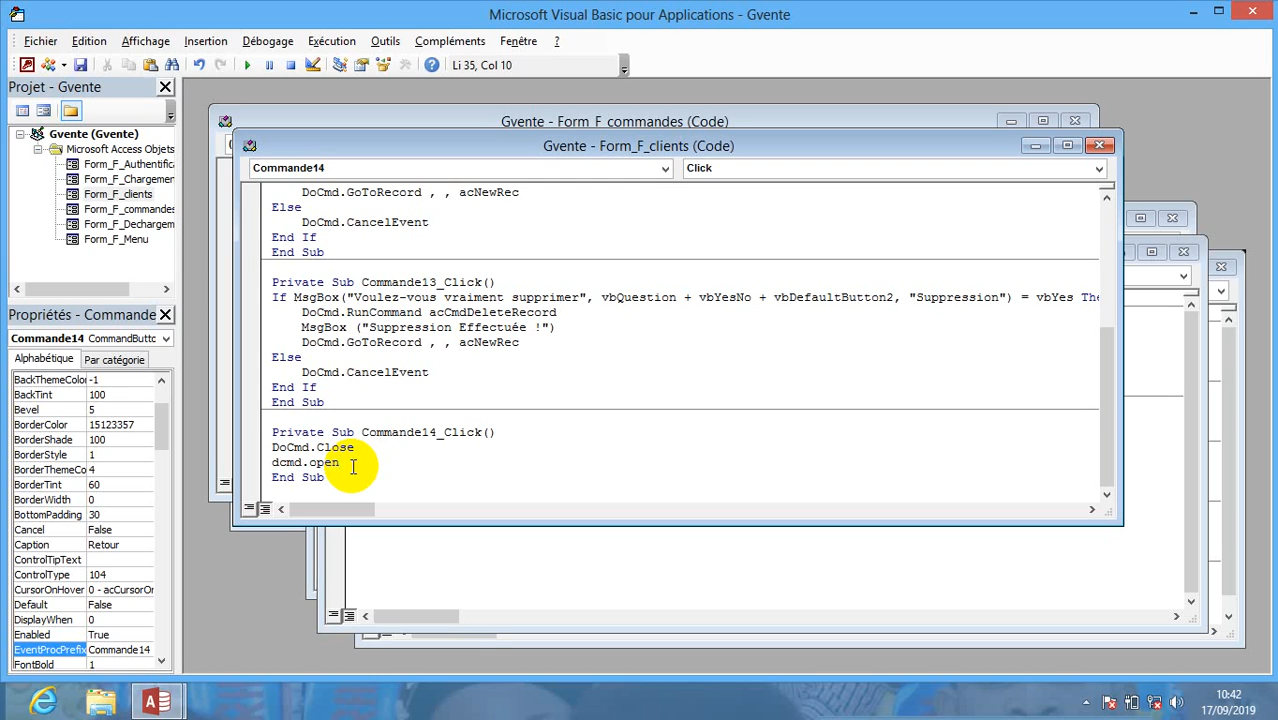 Microsoft Visual Basic pour Applications - Gvente
Fichier Edition Affichage Insertion Débogage Exécution Outils Compléments Fenêtre ?
Li 35, Col 10
Projet - Gvente
Gvente (Gvente)
Microsoft Access Objets
Form_F_Authentifica
Form_F_Chargemen
Form_F_clients
Form_F_commandes
Form_F_Dechargem
Form_F_Menu
Propriétés - Commande
Commande14 CommandButto
Alphabétique Par catégorie
BackThemeColor -1
BackTint 100
Bevel 5
BorderColor 15123357
BorderShade 100
BorderStyle 1
BorderThemeCo 4
BorderTint 60
BorderWidth 0
BottomPadding 30
Cancel False
Caption Retour
ControlTipText
ControlType 104
CursorOnHover 0 - acCursorOn
Default False
DisplayWhen 0
Enabled True
EventProcPrefix Commande14
FontBold 1
Gvente - Form_F_commandes (Code)
Gvente - Form_F_clients (Code)
Commande14 Click
DoCmd.GoToRecord , , acNewRec
Else
DoCmd.CancelEvent
End If
End Sub
Private Sub Commande13_Click()
If MsgBox("Voulez-vous vraiment supprimer", vbQuestion + vbYesNo + vbDefaultButton2, "Suppression") = vbYes The
DoCmd.RunCommand acCmdDeleteRecord
MsgBox ("Suppression Effectuée !")
DoCmd.GoToRecord , , acNewRec
Else
DoCmd.CancelEvent
End If
End Sub
Private Sub Commande14_Click()
DoCmd.Close
dcmd.open
End Sub
10:42
17/09/2019